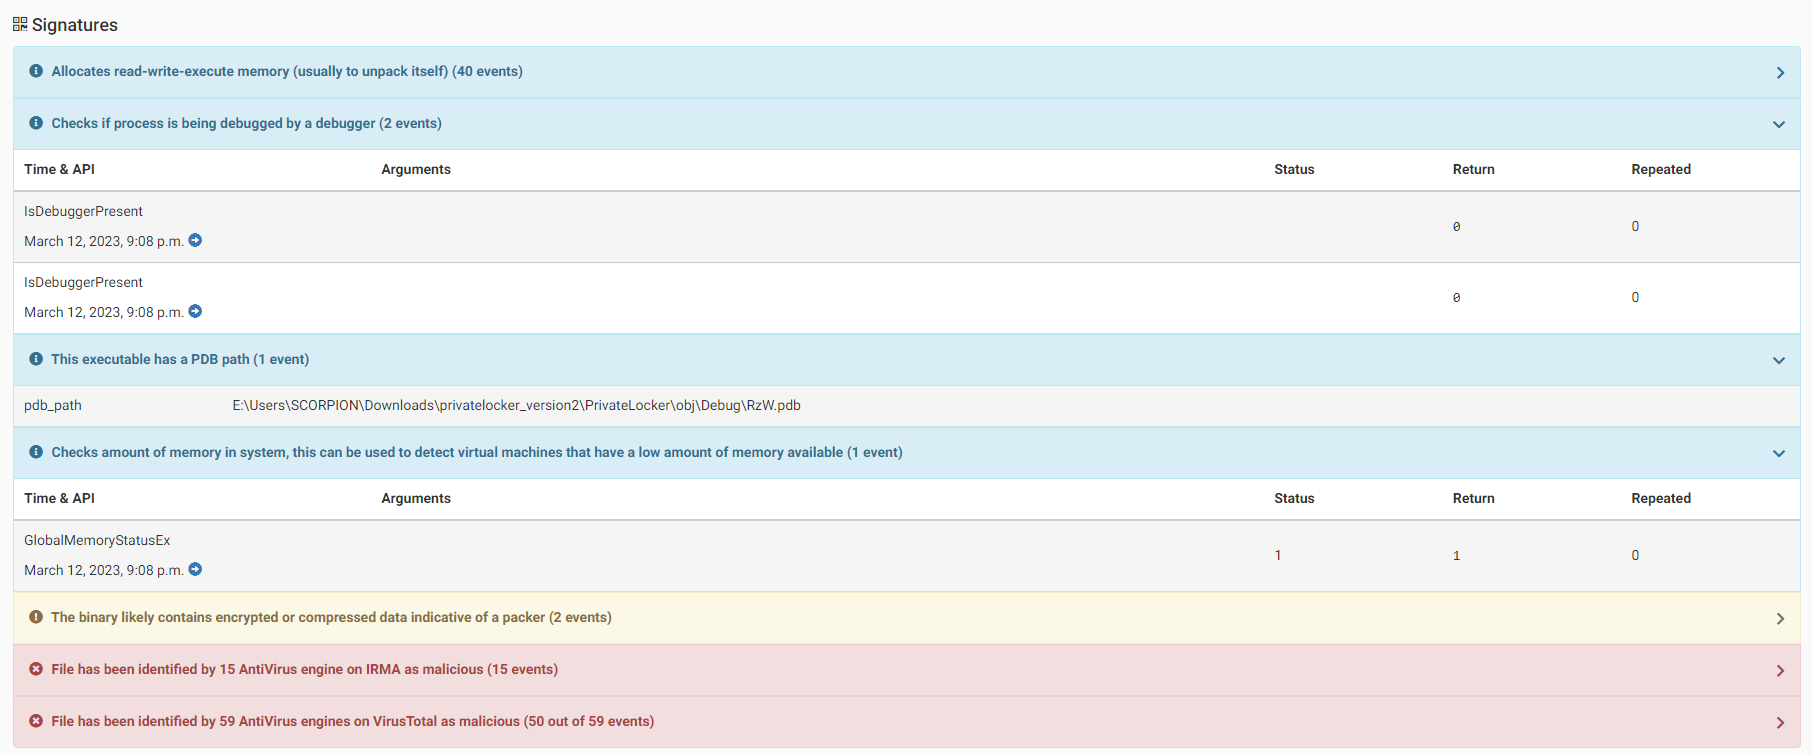 Signatures
Allocates read-write-execute memory (usually to unpack itself) (40 events)
Checks if process is being debugged by a debugger (2 events)
Time & API Arguments Status Return Repeated
IsDebuggerPresent
March 12, 2023, 9:08 p.m. 0 0
IsDebuggerPresent
March 12, 2023, 9:08 p.m. 0 0
This executable has a PDB path (1 event)
pdb_path E:\Users\SCORPION\Downloads\privatelocker_version2\PrivateLocker\obj\Debug\RzW.pdb
Checks amount of memory in system, this can be used to detect virtual machines that have a low amount of memory available (1 event)
Time & API Arguments Status Return Repeated
GlobalMemoryStatusEx
March 12, 2023, 9:08 p.m. 1 1 0
The binary likely contains encrypted or compressed data indicative of a packer (2 events)
File has been identified by 15 AntiVirus engine on IRMA as malicious (15 events)
File has been identified by 59 AntiVirus engines on VirusTotal as malicious (50 out of 59 events)